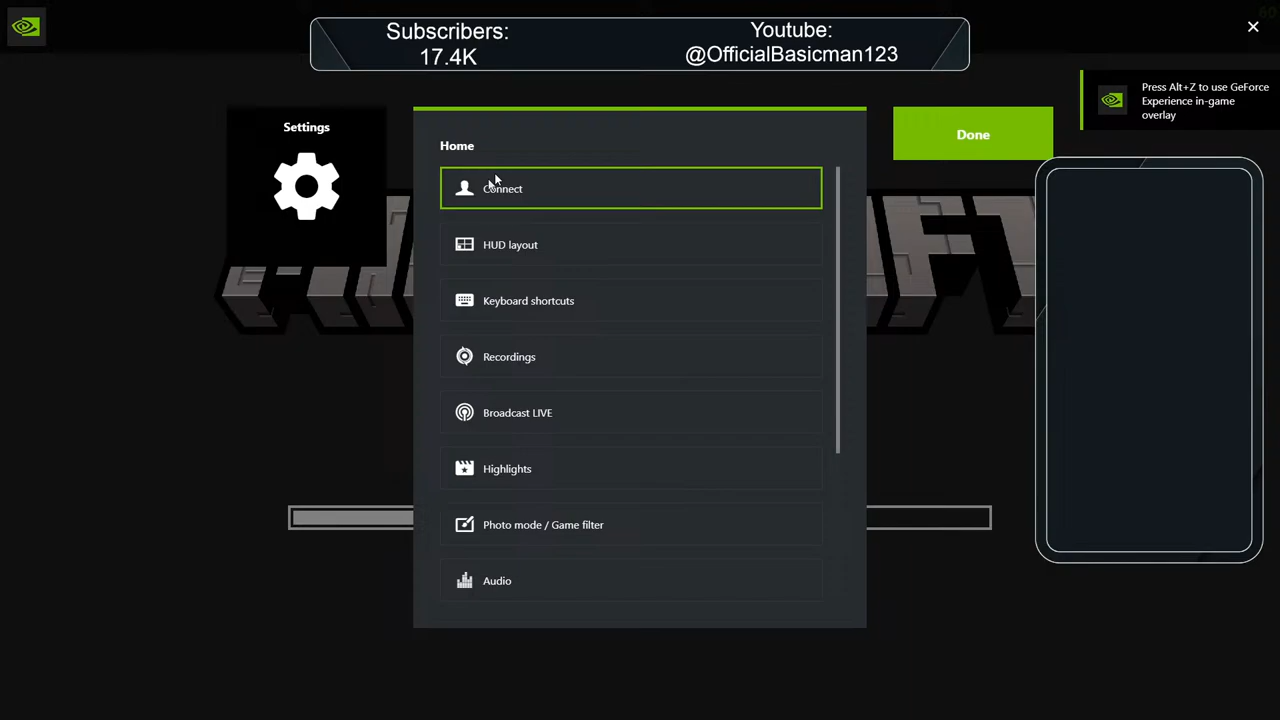 Subscribers:
17.4K
Youtube:
@OfficialBasicman123
Press Alt+Z to use GeForce
Experience in-game
overlay
Settings
Done
Home
Connect
HUD layout
Keyboard shortcuts
Recordings
Broadcast LIVE
Highlights
Photo mode / Game filter
Audio